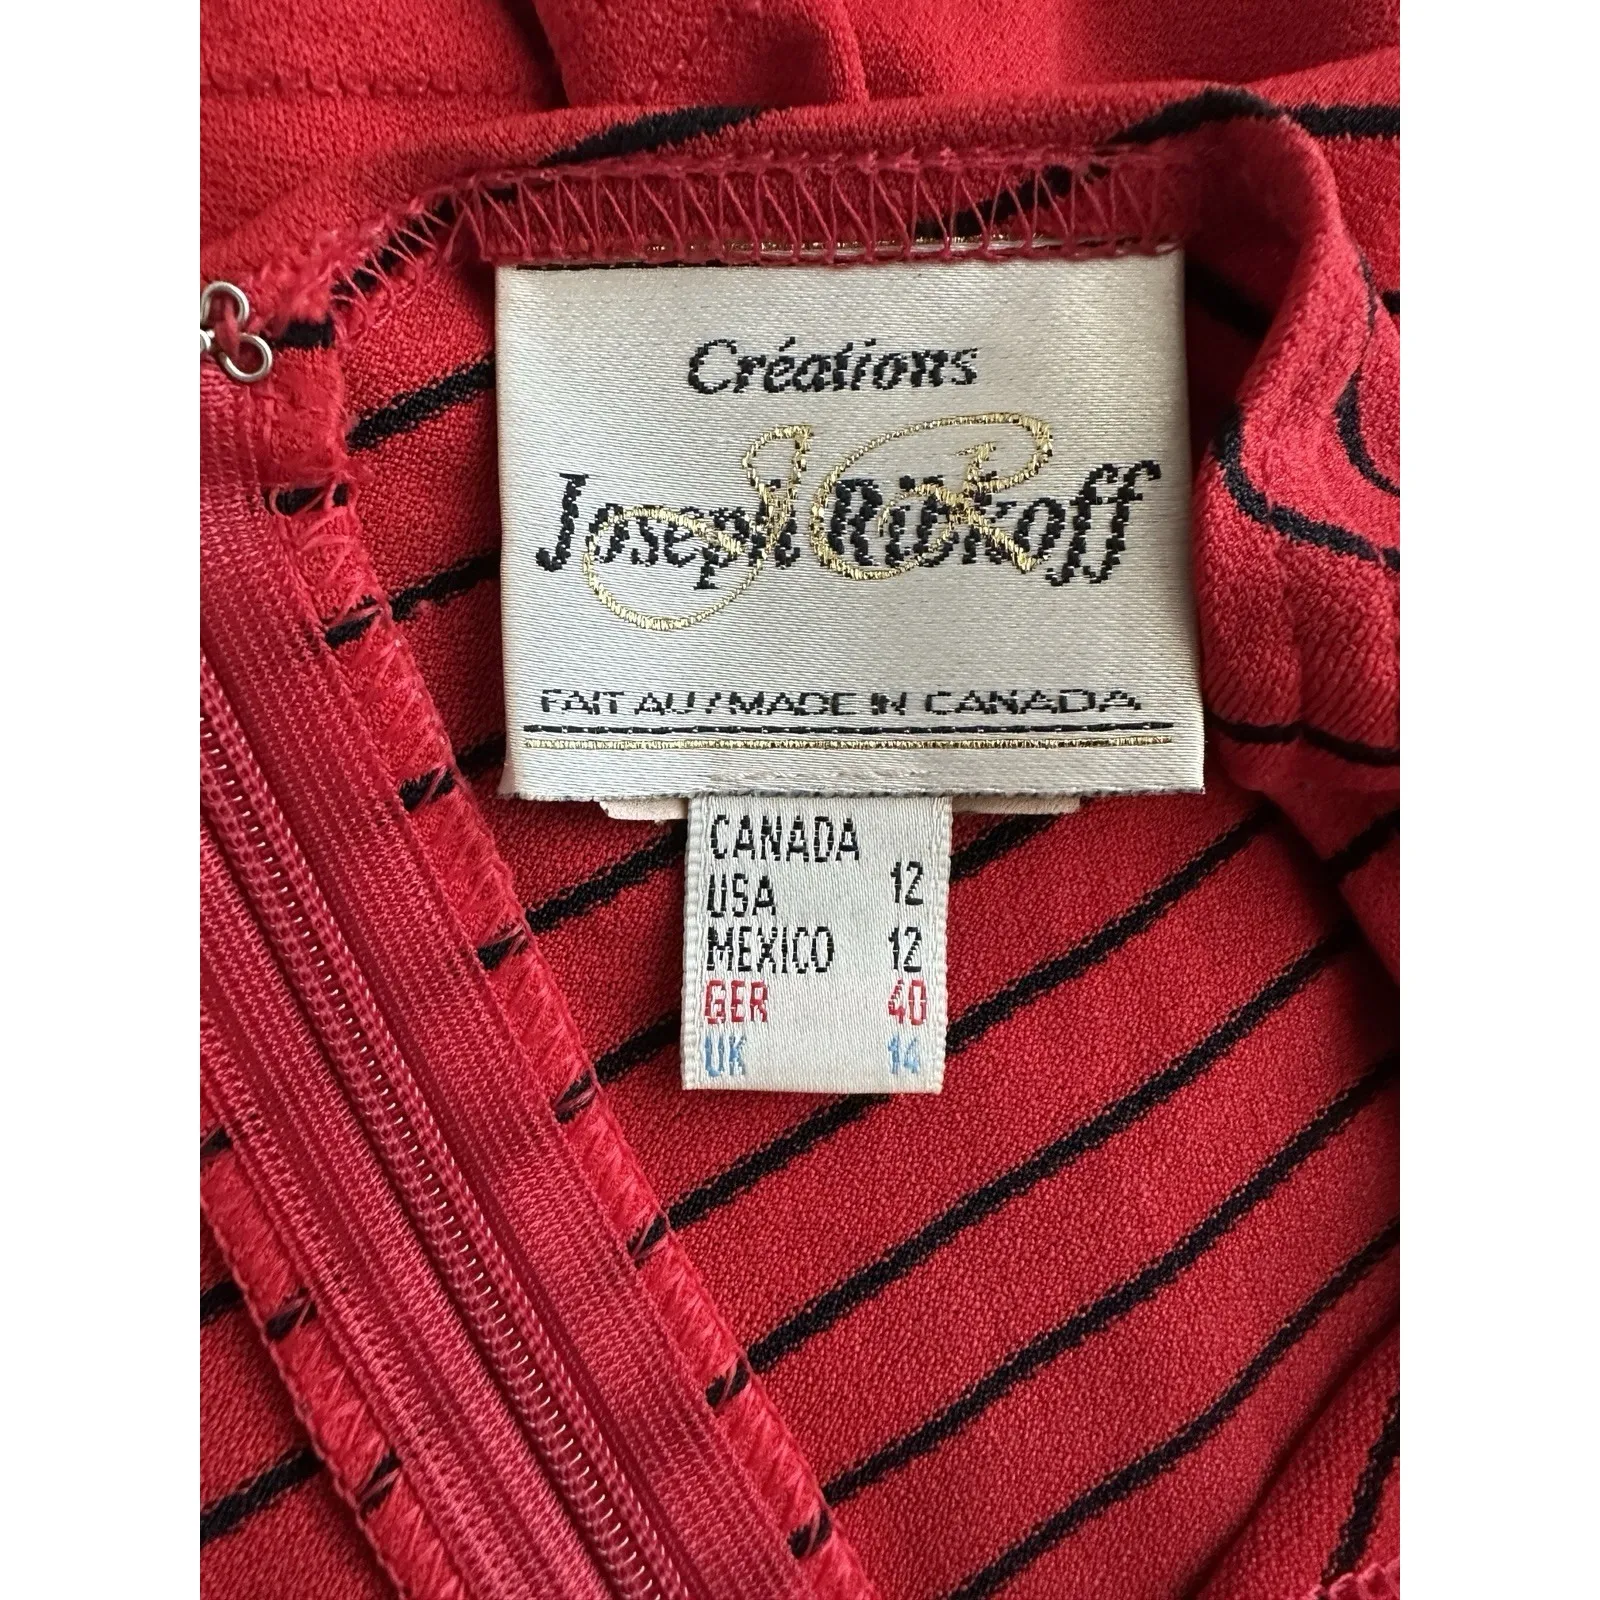 Créations
Joseph Ribkoff
FAIT AU / MADE IN CANADA
CANADA
USA 12
MEXICO 12
GER 40
UK 14